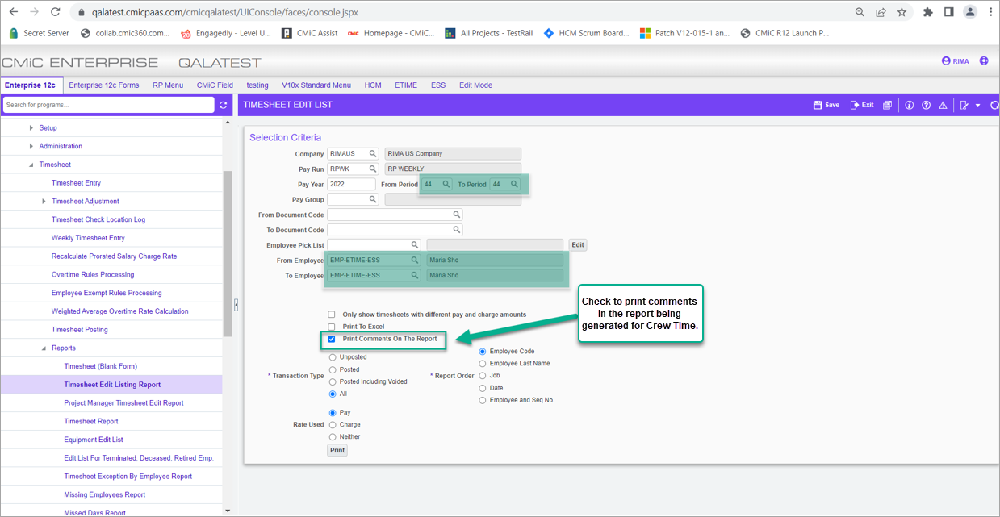 qalatest.cmicpaas.com/cmicqalatest/UIConsole/faces/console.jspx
Secret Server
collab.cmic360.com...
Engagedly - Level U...
CMiC Assist
Homepage - CMiC...
All Projects - TestRail
HCM Scrum Board...
Patch V12-015-1 an...
CMiC R12 Launch P...
CMiC ENTERPRISE QALATEST
RIMA
Enterprise 12c
Enterprise 12c Forms
RP Menu
CMiC Field
testing
V10x Standard Menu
HCM
ETIME
ESS
Edit Mode
Search for programs...
TIMESHEET EDIT LIST
Save
Exit
Setup
Administration
Timesheet
Timesheet Entry
Timesheet Adjustment
Timesheet Check Location Log
Weekly Timesheet Entry
Recalculate Prorated Salary Charge Rate
Overtime Rules Processing
Employee Exempt Rules Processing
Weighted Average Overtime Rate Calculation
Timesheet Posting
Reports
Timesheet (Blank Form)
Timesheet Edit Listing Report
Project Manager Timesheet Edit Report
Timesheet Report
Equipment Edit List
Edit List For Terminated, Deceased, Retired Emp.
Timesheet Exception By Employee Report
Missing Employees Report
Missed Days Report
Selection Criteria
Company RIMAUS RIMA US Company
Pay Run RPWK RP WEEKLY
Pay Year 2022 From Period 44 To Period 44
Pay Group
From Document Code
To Document Code
Employee Pick List Edit
From Employee EMP-ETIME-ESS Maria Sho
To Employee EMP-ETIME-ESS Maria Sho
Only show timesheets with different pay and charge amounts
Print To Excel
Print Comments On The Report
Check to print comments
in the report being
generated for Crew Time.
* Transaction Type
Unposted
Posted
Posted Including Voided
All
* Report Order
Employee Code
Employee Last Name
Job
Date
Employee and Seq No.
Rate Used
Pay
Charge
Neither
Print